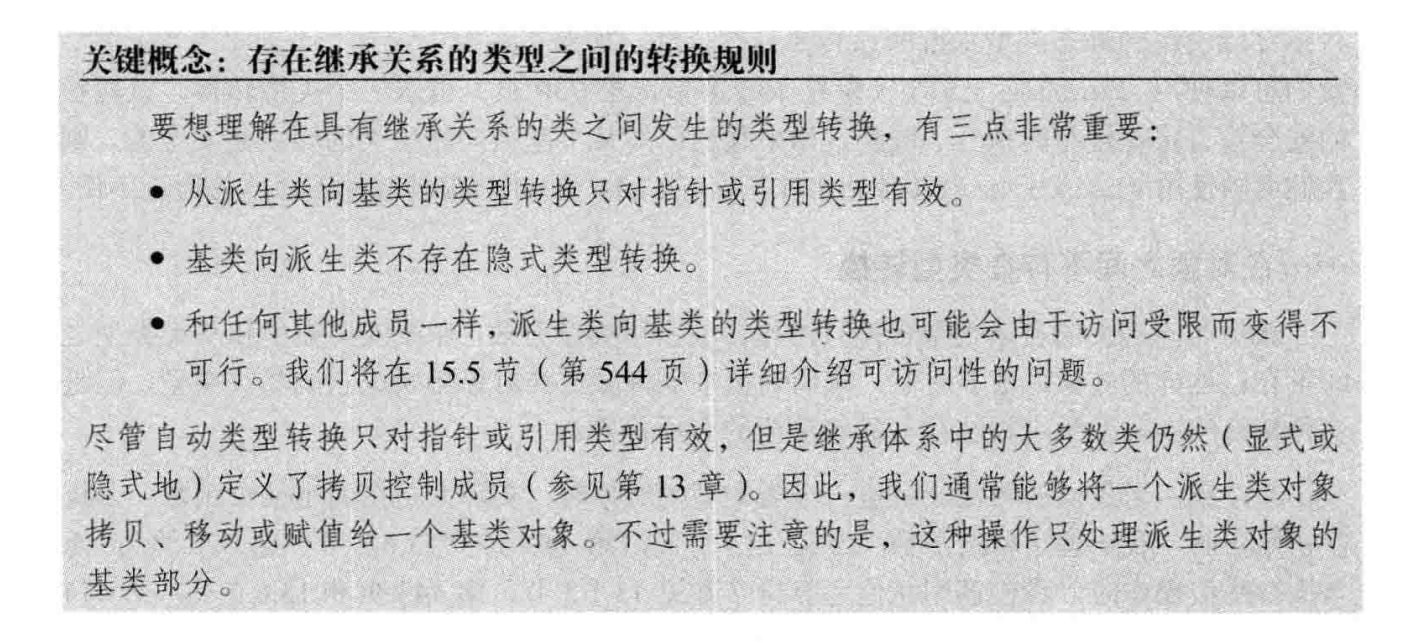 关键概念：存在继承关系的类型之间的转换规则
要想理解在具有继承关系的类之间发生的类型转换，有三点非常重要：
• 从派生类向基类的类型转换只对指针或引用类型有效。
• 基类向派生类不存在隐式类型转换。
• 和任何其他成员一样，派生类向基类的类型转换也可能会由于访问受限而变得不
可行。我们将在 15.5 节（第 544 页）详细介绍可访问性的问题。
尽管自动类型转换只对指针或引用类型有效，但是继承体系中的大多数类仍然（显式或
隐式地）定义了拷贝控制成员（参见第 13 章）。因此，我们通常能够将一个派生类对象
拷贝、移动或赋值给一个基类对象。不过需要注意的是，这种操作只处理派生类对象的
基类部分。